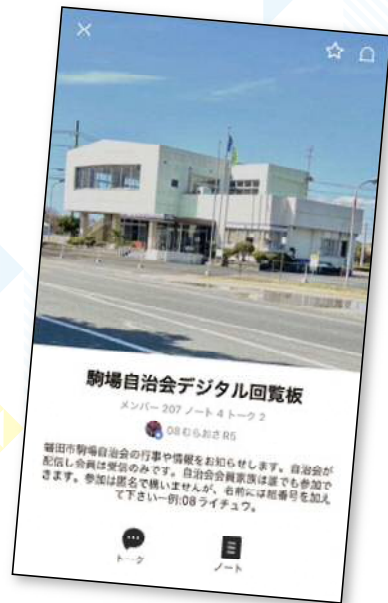 駒場自治会デジタル回覧板
メンバー 207 ノート 4 トーク 2
08むらおさR5
磐田市駒場自治会の行事や情報をお知らせします。自治会が
配信し会員は受信のみです。自治会会員家族は誰でも参加で
きます。参加は匿名で構いませんが、名前には班番号を加え
て下さい―例:08ライチュウ。
トーク
ノート